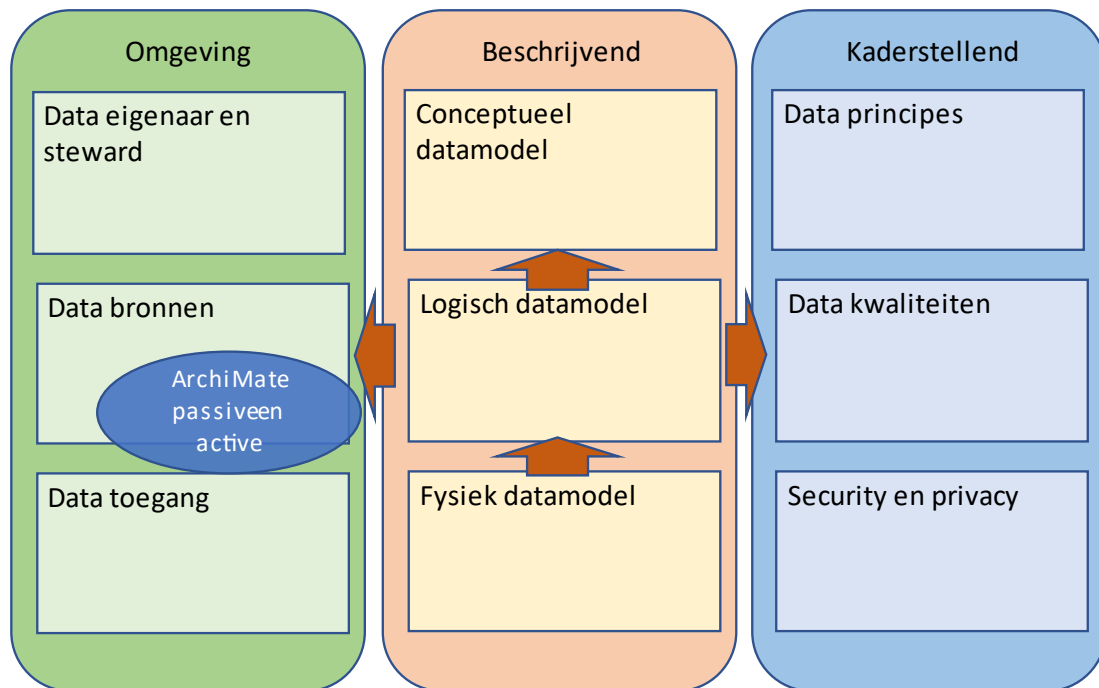 Omgeving
Data eigenaar en
steward
Data bronnen
ArchiMate
passiveen
active
Data toegang
Beschrijvend
Conceptueel
datamodel
Logisch datamodel
Fysiek datamodel
Kaderstellend
Data principes
Data kwaliteiten
Security en privacy